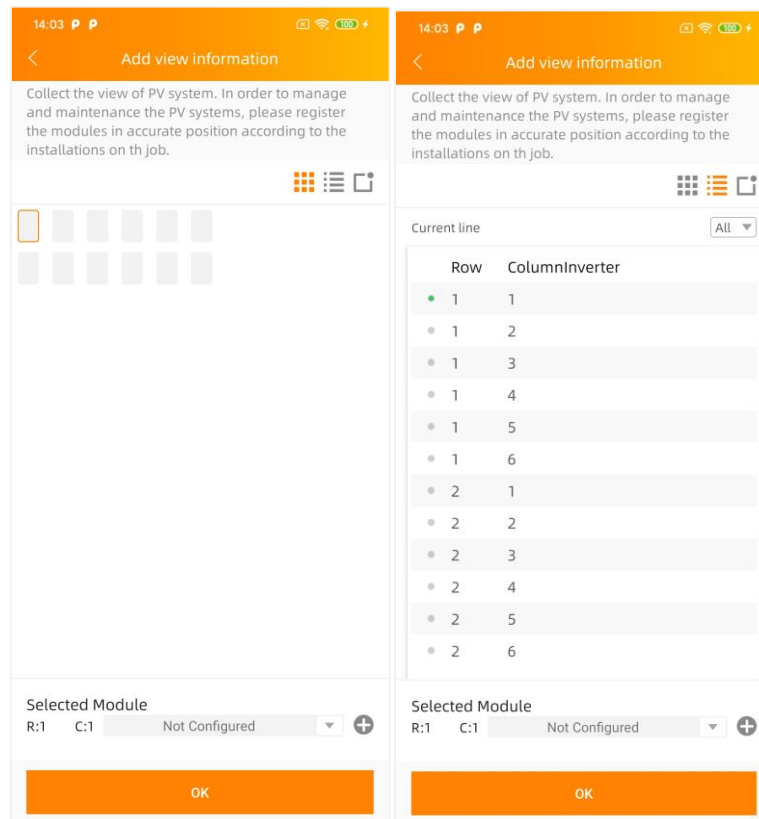 14:03 P P
100
Add view information
Collect the view of PV system. In order to manage
and maintenance the PV systems, please register
the modules in accurate position according to the
installations on th job.
Selected Module
R:1 C:1 Not Configured
OK
14:03 P P
100
Add view information
Collect the view of PV system. In order to manage
and maintenance the PV systems, please register
the modules in accurate position according to the
installations on th job.
Current line All
Row ColumnInverter
1 1
1 2
1 3
1 4
1 5
1 6
2 1
2 2
2 3
2 4
2 5
2 6
Selected Module
R:1 C:1 Not Configured
OK